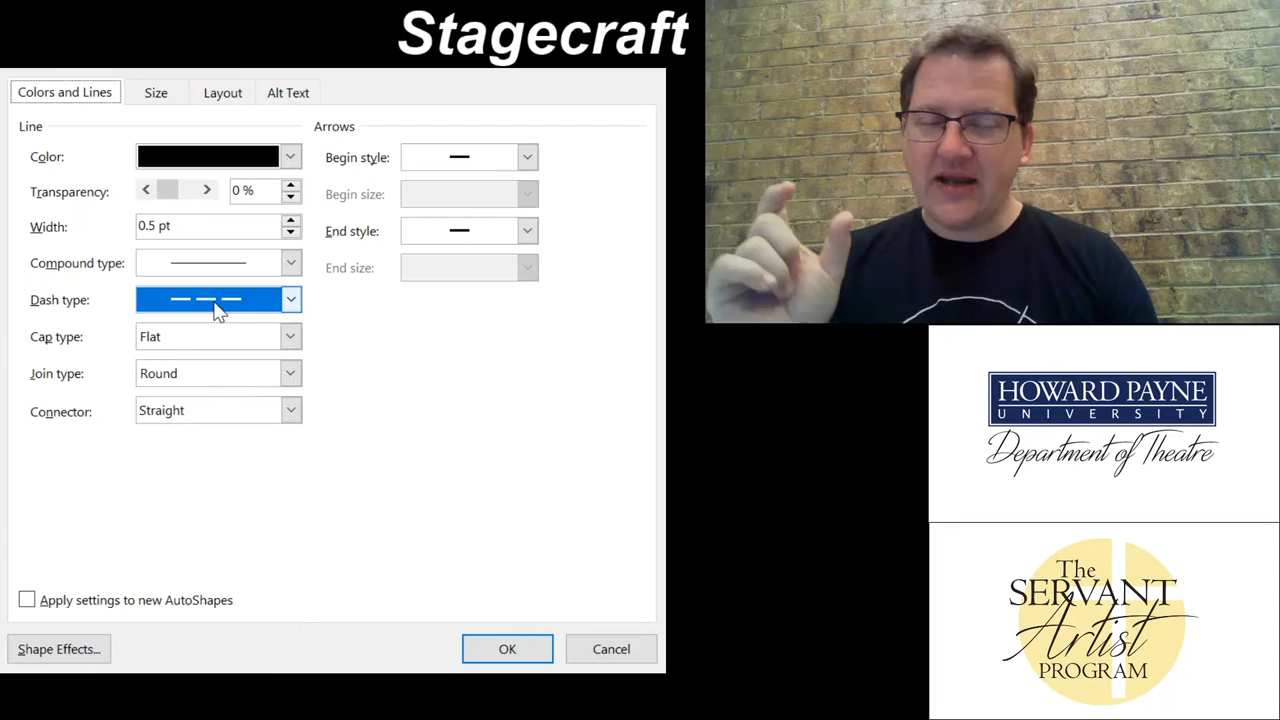 Stagecraft
Colors and Lines Size Layout Alt Text
Line
Color:
Transparency: 0 %
Width: 0.5 pt
Compound type:
Dash type:
Cap type: Flat
Join type: Round
Connector: Straight
Arrows
Begin style:
Begin size:
End style:
End size:
Apply settings to new AutoShapes
Shape Effects... OK Cancel
HOWARD PAYNE
UNIVERSITY
Department of Theatre
The
SERVANT
Artist
PROGRAM